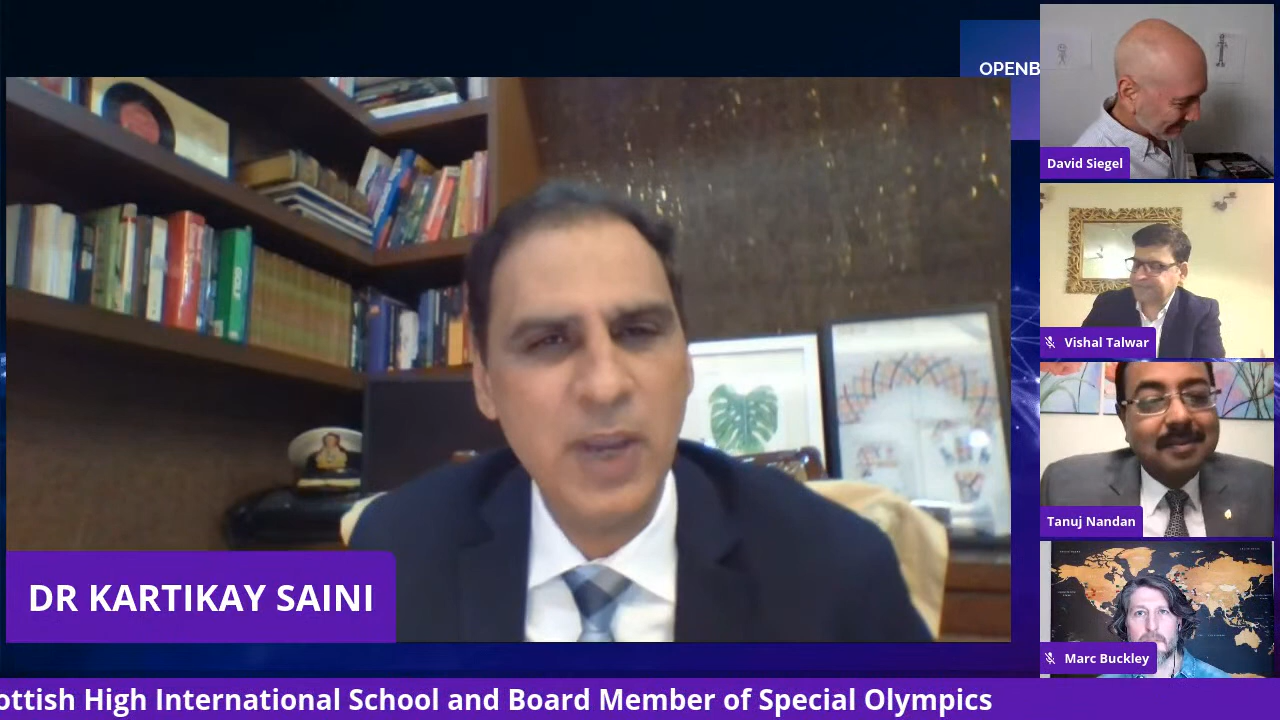 OPENB
David Siegel
Vishal Talwar
Tanuj Nandan
Marc Buckley
GOLF
DR KARTIKAY SAINI
ottish High International School and Board Member of Special Olympics